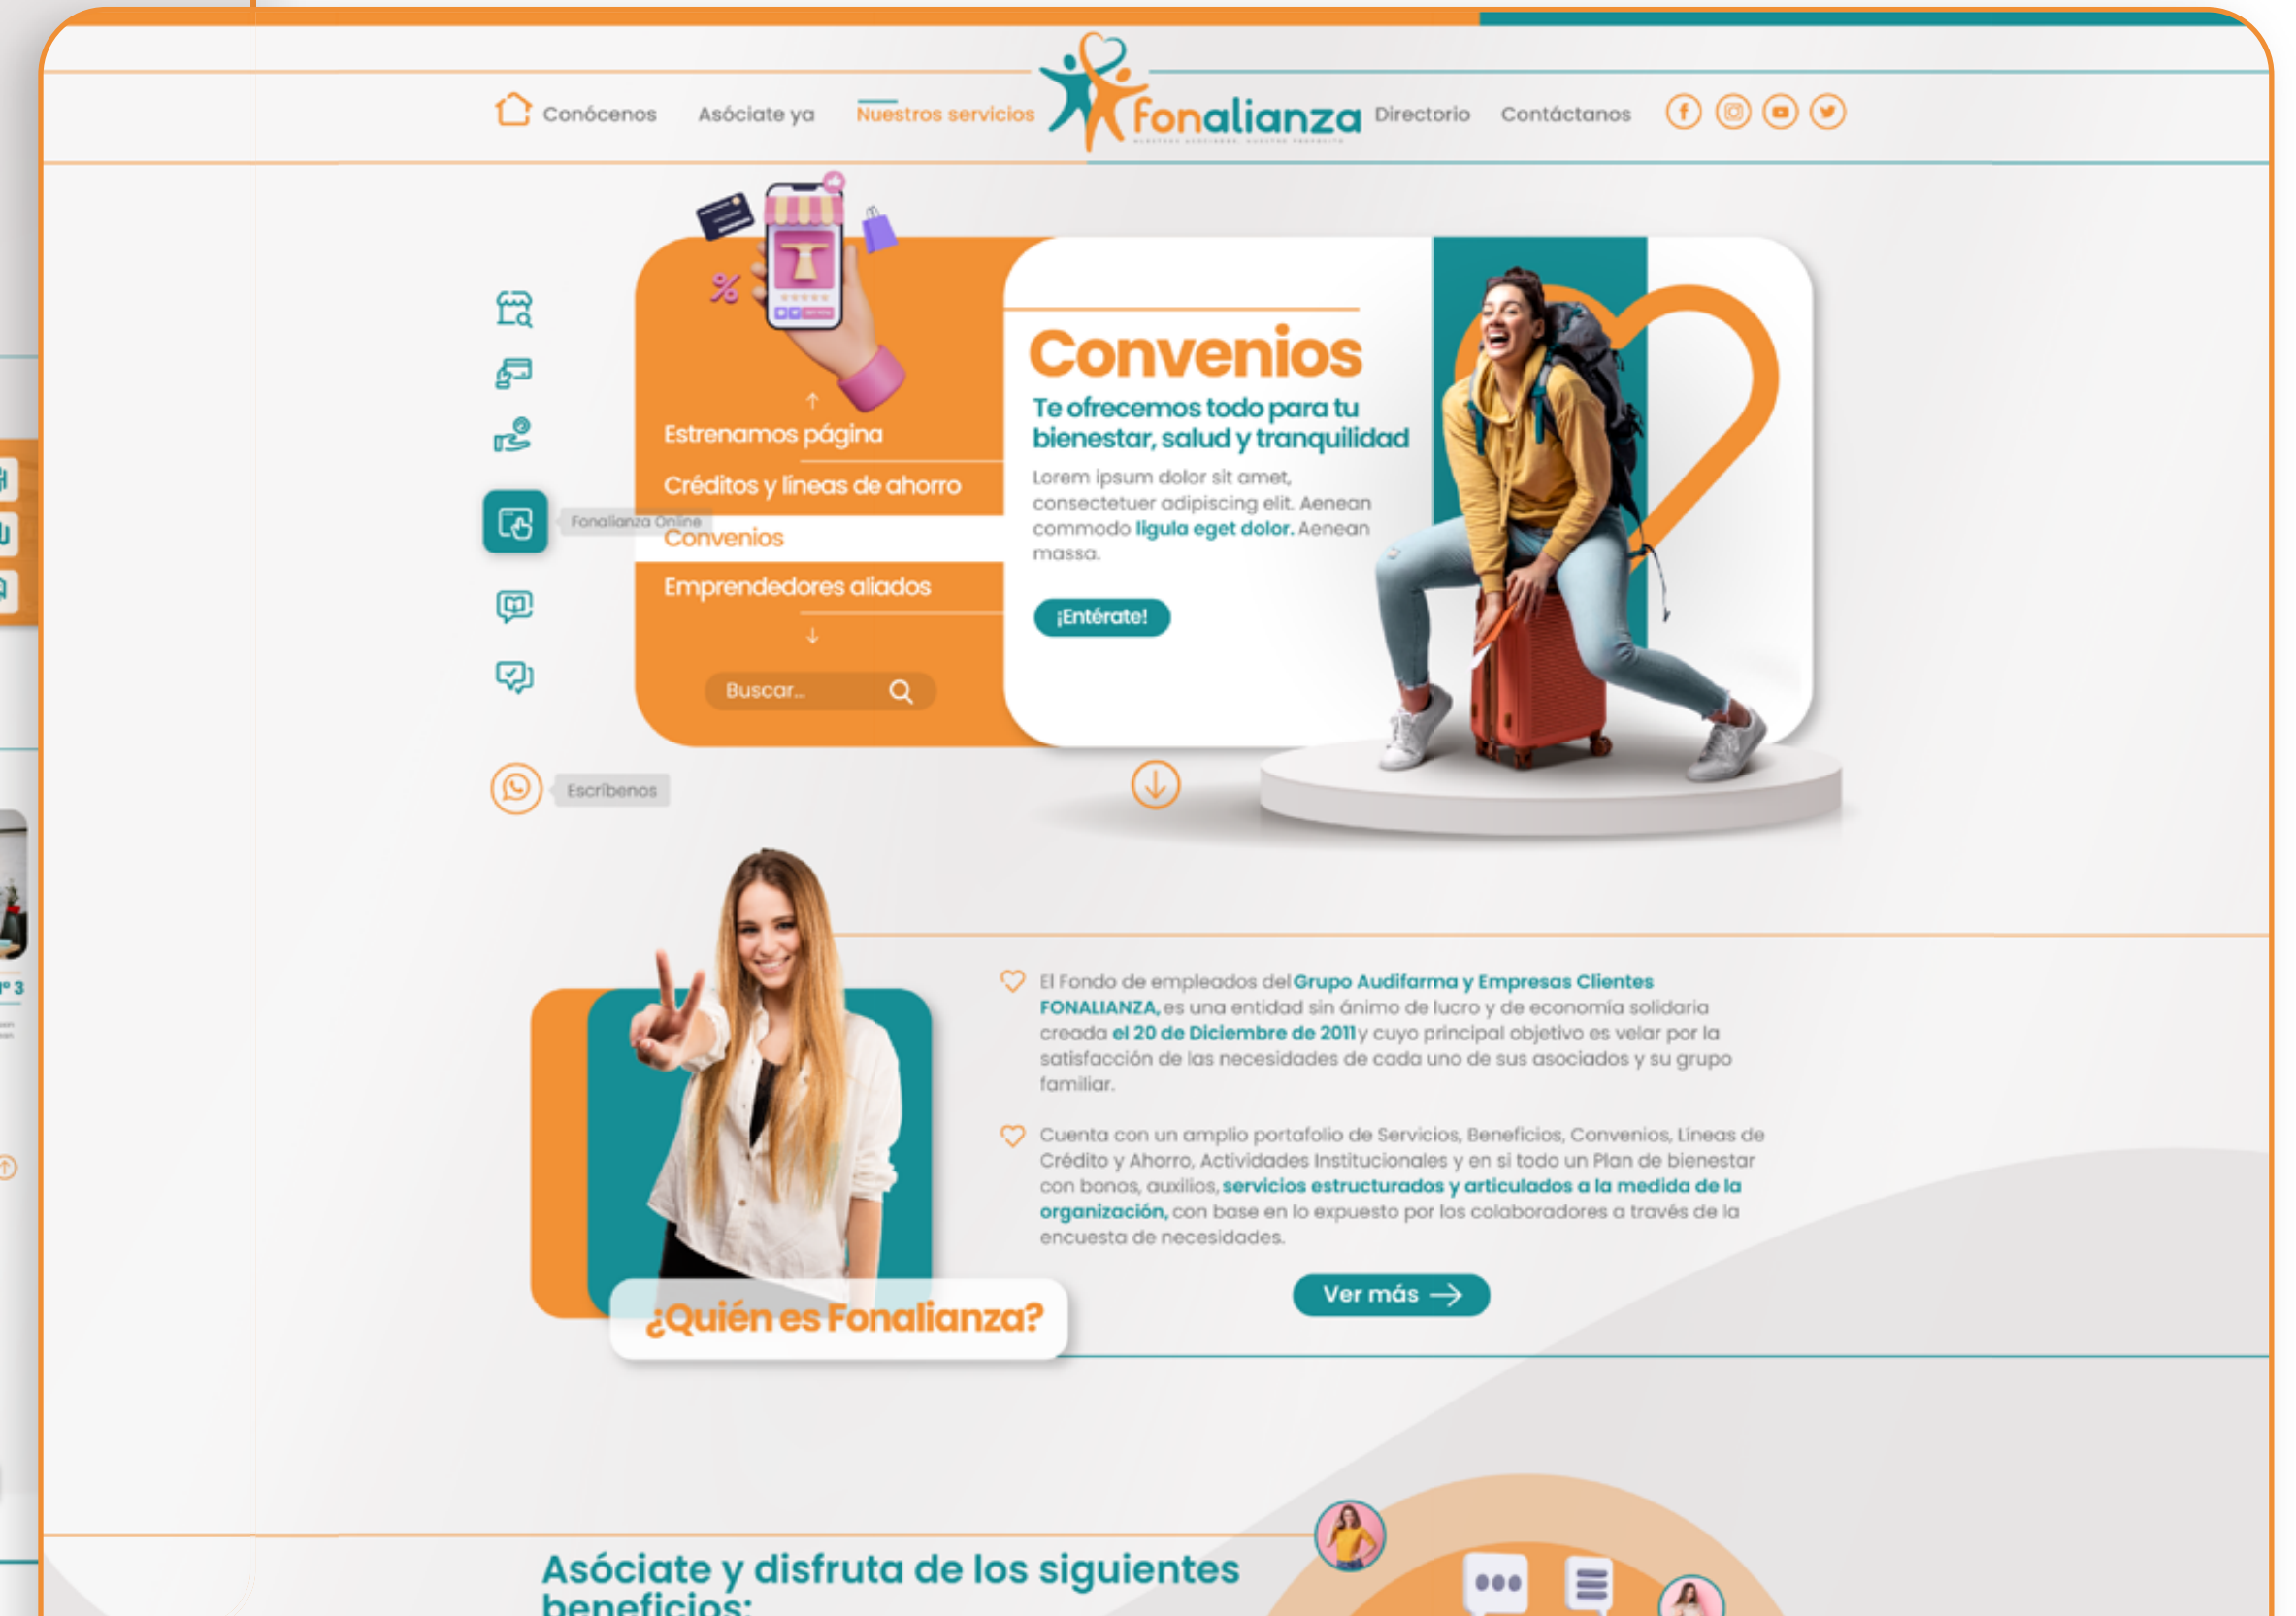 Conócenos
Asóciate ya
Nuestros servicios
fonalianza
Directorio
Contáctanos
Estrenamos página
Créditos y líneas de ahorro
Fonalianza Online
Convenios
Emprendedores aliados
Buscar...
Escríbenos
Convenios
Te ofrecemos todo para tu
bienestar, salud y tranquilidad
Lorem ipsum dolor sit amet,
consectetuer adipiscing elit. Aenean
commodo ligula eget dolor. Aenean
massa.
¡Entérate!
El Fondo de empleados del Grupo Audifarma y Empresas Clientes
FONALIANZA, es una entidad sin ánimo de lucro y de economía solidaria
creada el 20 de Diciembre de 2011 y cuyo principal objetivo es velar por la
satisfacción de las necesidades de cada uno de sus asociados y su grupo
familiar.
Cuenta con un amplio portafolio de Servicios, Beneficios, Convenios, Líneas de
Crédito y Ahorro, Actividades Institucionales y en si todo un Plan de bienestar
con bonos, auxilios, servicios estructurados y articulados a la medida de la
organización, con base en lo expuesto por los colaboradores a través de la
encuesta de necesidades.
¿Quién es Fonalianza?
Ver más
Asóciate y disfruta de los siguientes
beneficios: